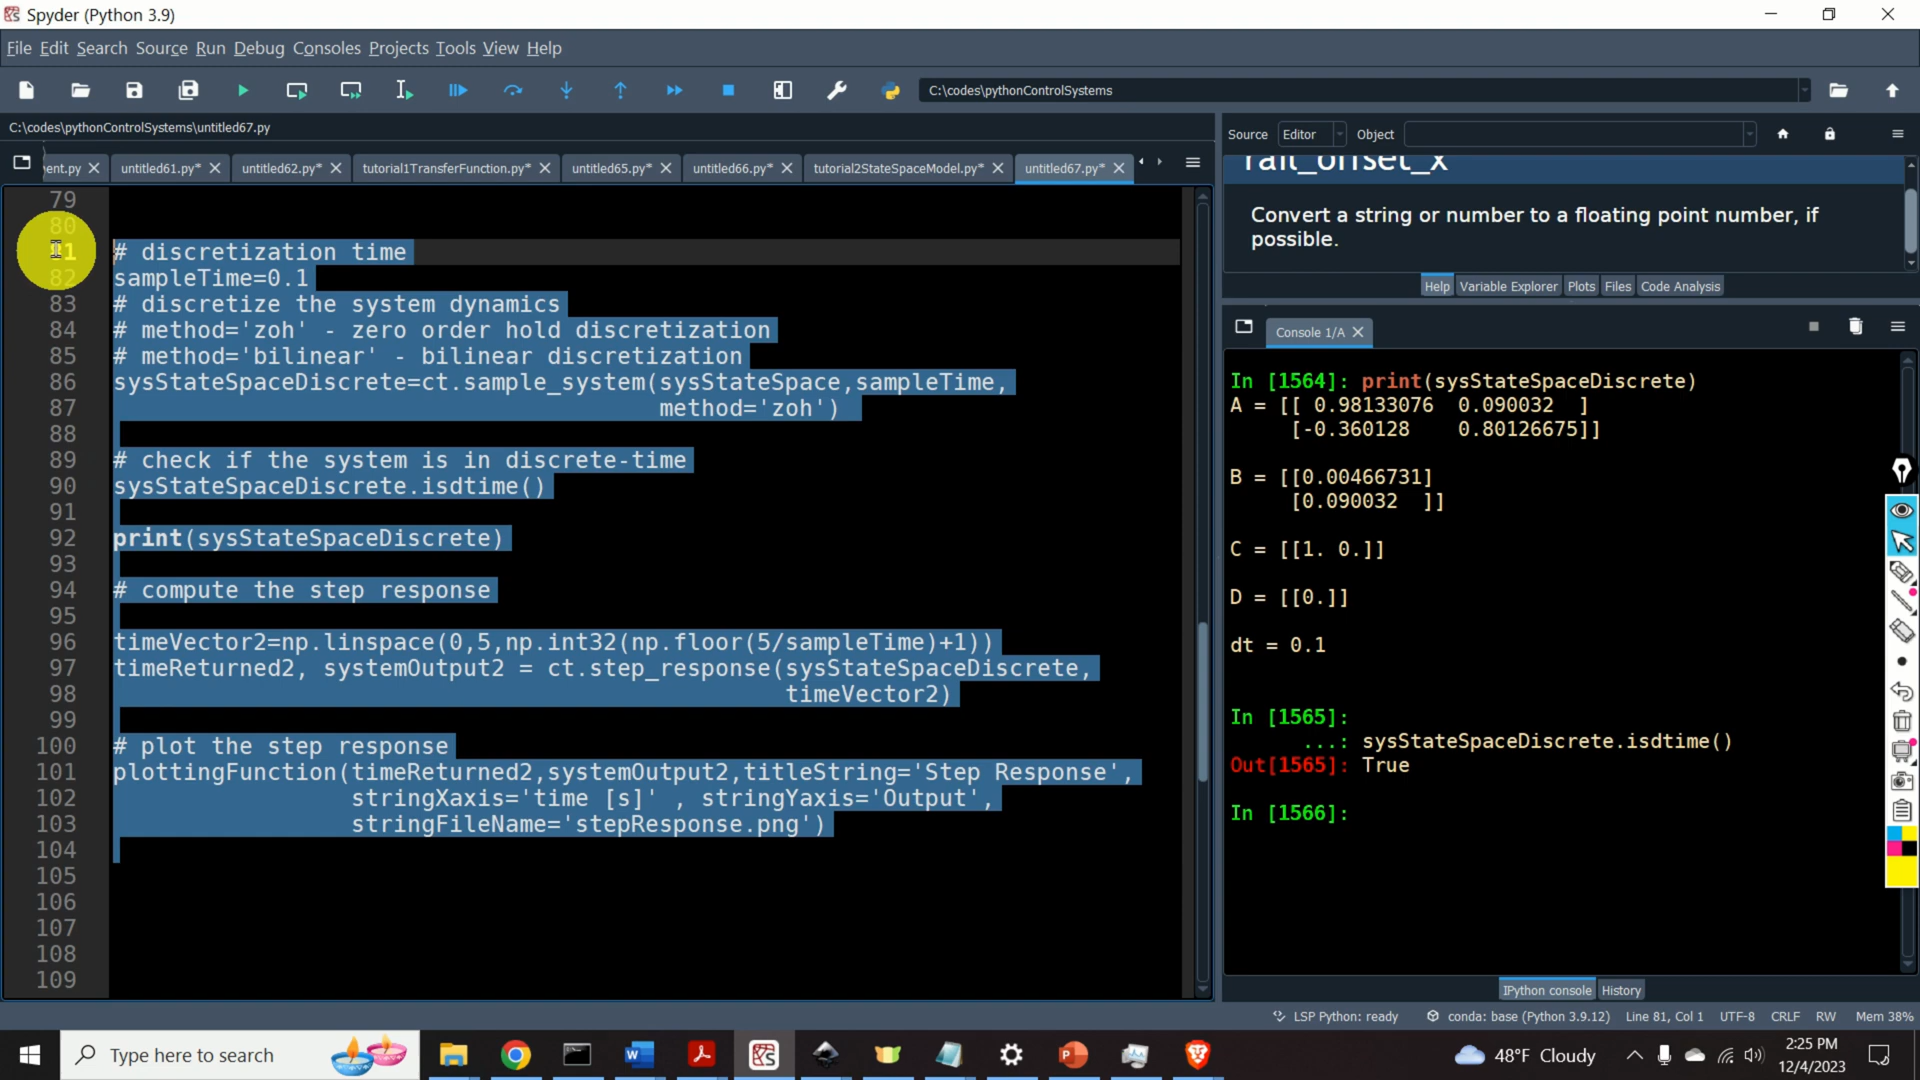 Spyder (Python 3.9)
File Edit Search Source Run Debug Consoles Projects Tools View Help
C:\codes\pythonControlSystems
C:\codes\pythonControlSystems\untitled67.py
ent.py
untitled61.py*
untitled62.py*
tutorial1TransferFunction.py*
untitled65.py*
untitled66.py*
tutorial2StateSpaceModel.py*
untitled67.py*
79
80
81 # discretization time
82 sampleTime=0.1
83 # discretize the system dynamics
84 # method='zoh' - zero order hold discretization
85 # method='bilinear' - bilinear discretization
86 sysStateSpaceDiscrete=ct.sample_system(sysStateSpace,sampleTime,
87 method='zoh')
88
89 # check if the system is in discrete-time
90 sysStateSpaceDiscrete.isdtime()
91
92 print(sysStateSpaceDiscrete)
93
94 # compute the step response
95
96 timeVector2=np.linspace(0,5,np.int32(np.floor(5/sampleTime)+1))
97 timeReturned2, systemOutput2 = ct.step_response(sysStateSpaceDiscrete,
98 timeVector2)
99
100 # plot the step response
101 plottingFunction(timeReturned2,systemOutput2,titleString='Step Response',
102 stringXaxis='time [s]' , stringYaxis='Output',
103 stringFileName='stepResponse.png')
104
105
106
107
108
109
Source Editor Object
rait_offset_x
Convert a string or number to a floating point number, if
possible.
Help Variable Explorer Plots Files Code Analysis
Console 1/A
In [1564]: print(sysStateSpaceDiscrete)
A = [[ 0.98133076 0.090032 ]
[-0.360128 0.80126675]]
B = [[0.00466731]
[0.090032 ]]
C = [[1. 0.]]
D = [[0.]]
dt = 0.1
In [1565]:
...: sysStateSpaceDiscrete.isdtime()
Out[1565]: True
In [1566]:
IPython console History
LSP Python: ready conda: base (Python 3.9.12) Line 81, Col 1 UTF-8 CRLF RW Mem 38%
Type here to search
48°F Cloudy
2:25 PM
12/4/2023